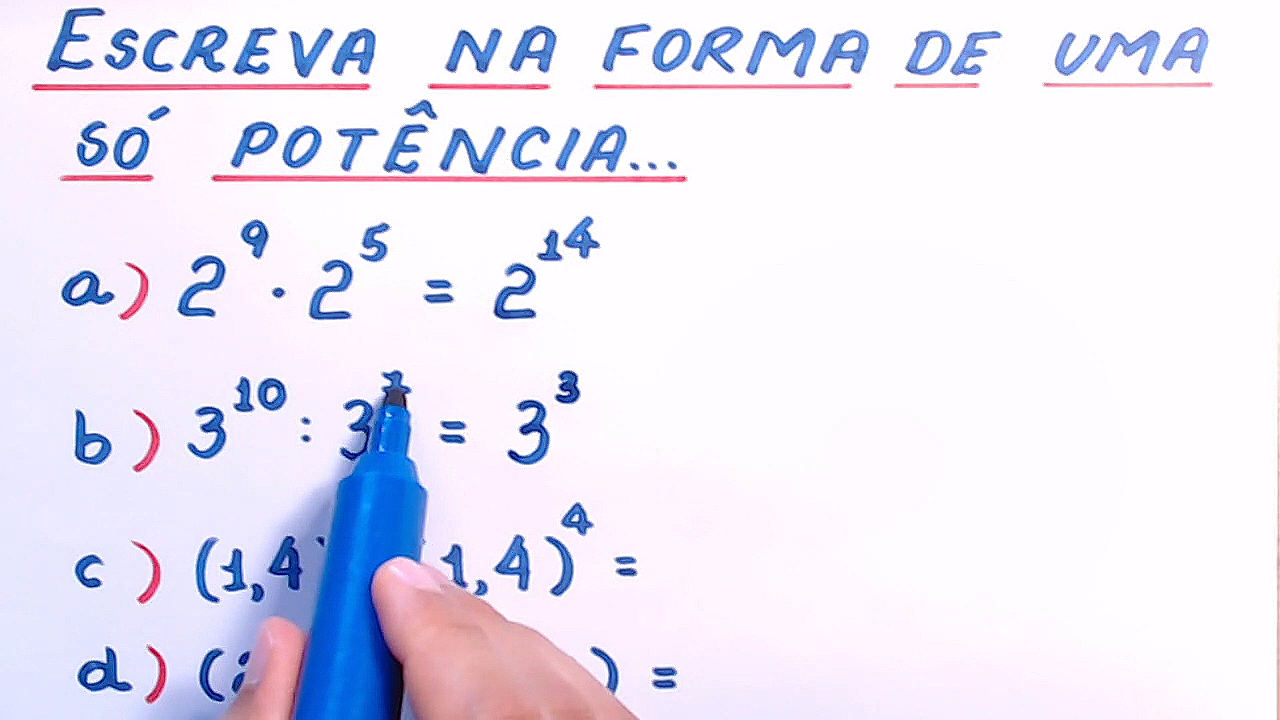 ESCREVA NA FORMA DE UMA
SÓ POTÊNCIA...
a) 2⁹ · 2⁵ = 2¹⁴
b) 3¹⁰ : 3 = 3³
c) (1,4 1,4)⁴ =
d) ( ) =